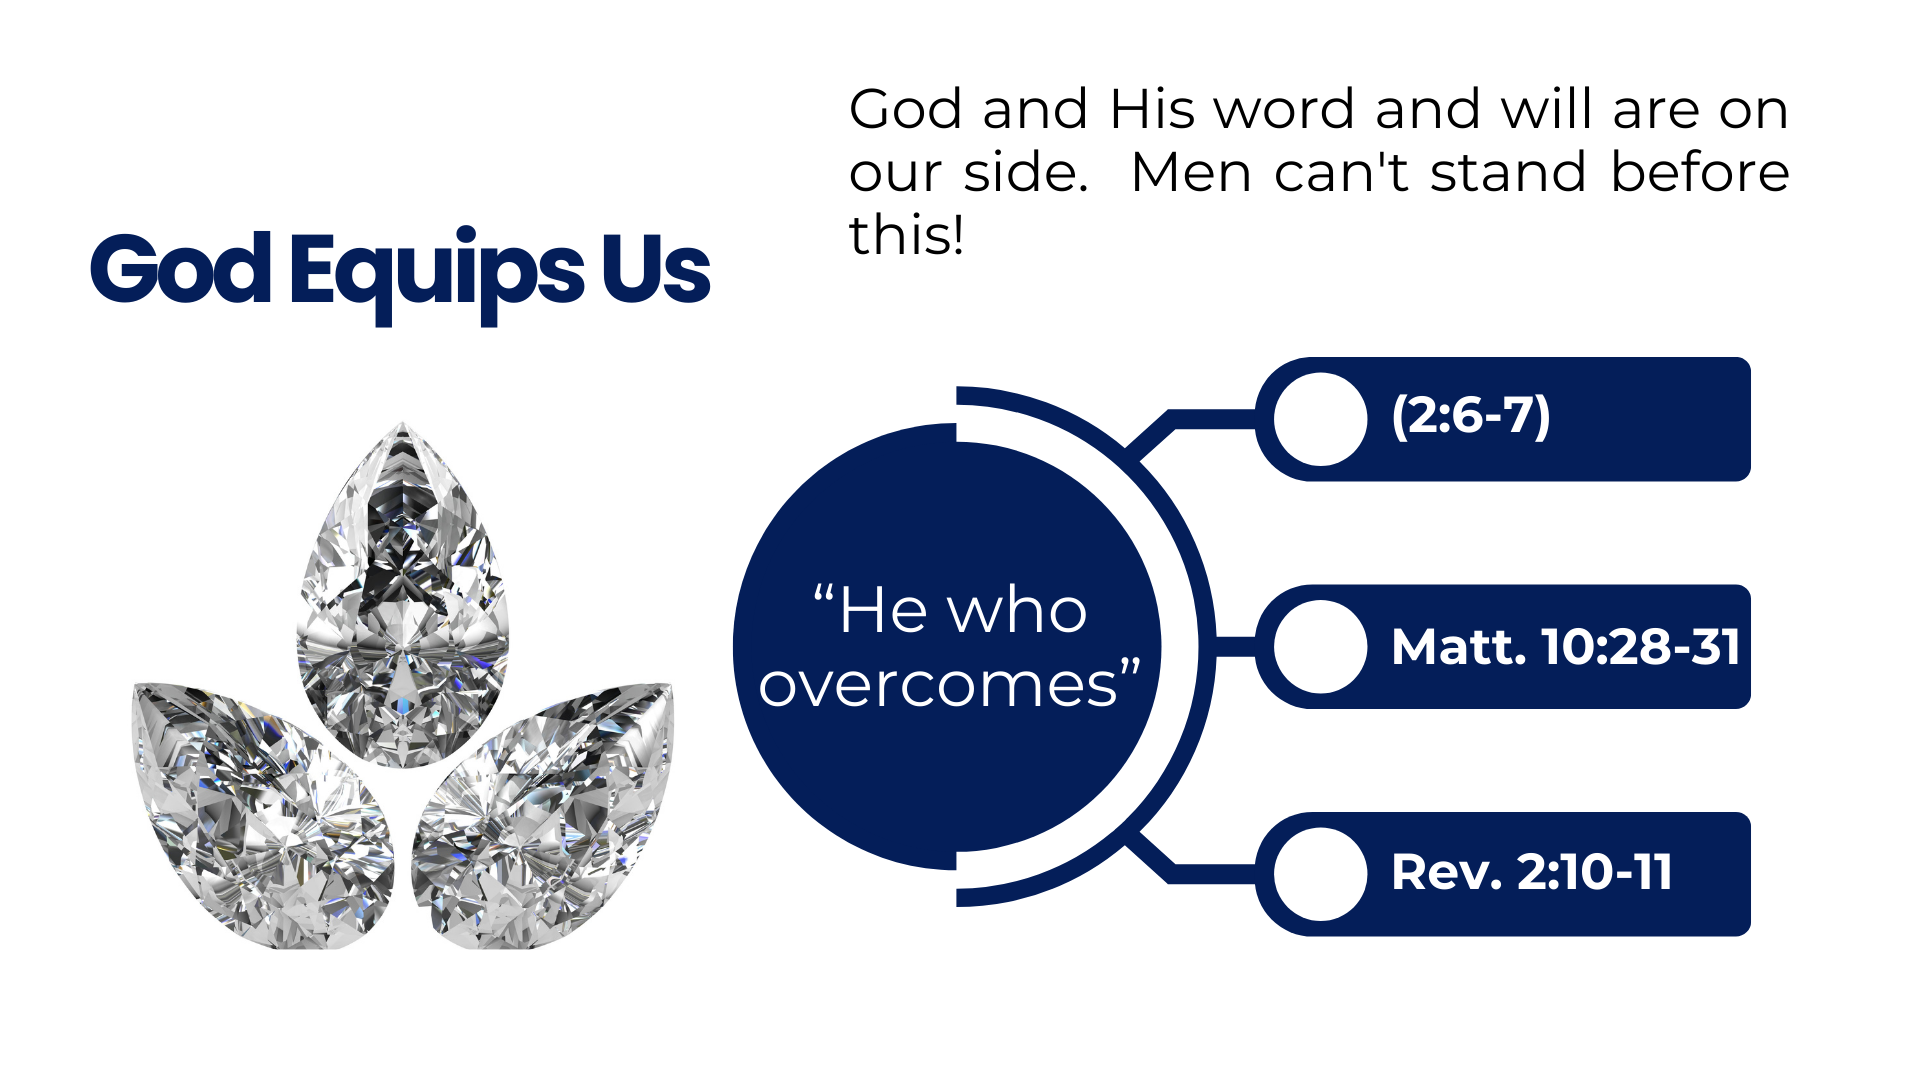 God Equips Us
God and His word and will are on
our side.  Men can't stand before
this!
“He who
overcomes”
(2:6-7)
Matt. 10:28-31
Rev. 2:10-11